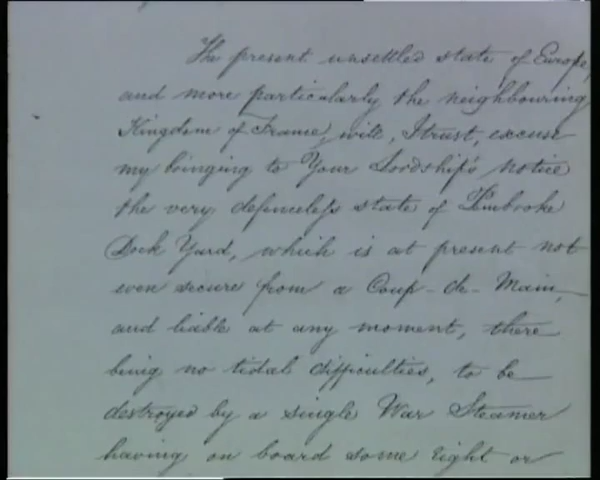 The present unsettled state of Europe,
and more particularly the neighbouring
Kingdom of France, will, I trust, excuse
my bringing to Your Lordship's notice
the very defenceless state of Pembroke
Dock Yard, which is at present not
even secure from a Coup-de-Main,
and liable at any moment, there
being no tidal difficulties, to be
destroyed by a single War Steamer
having on board some eight or